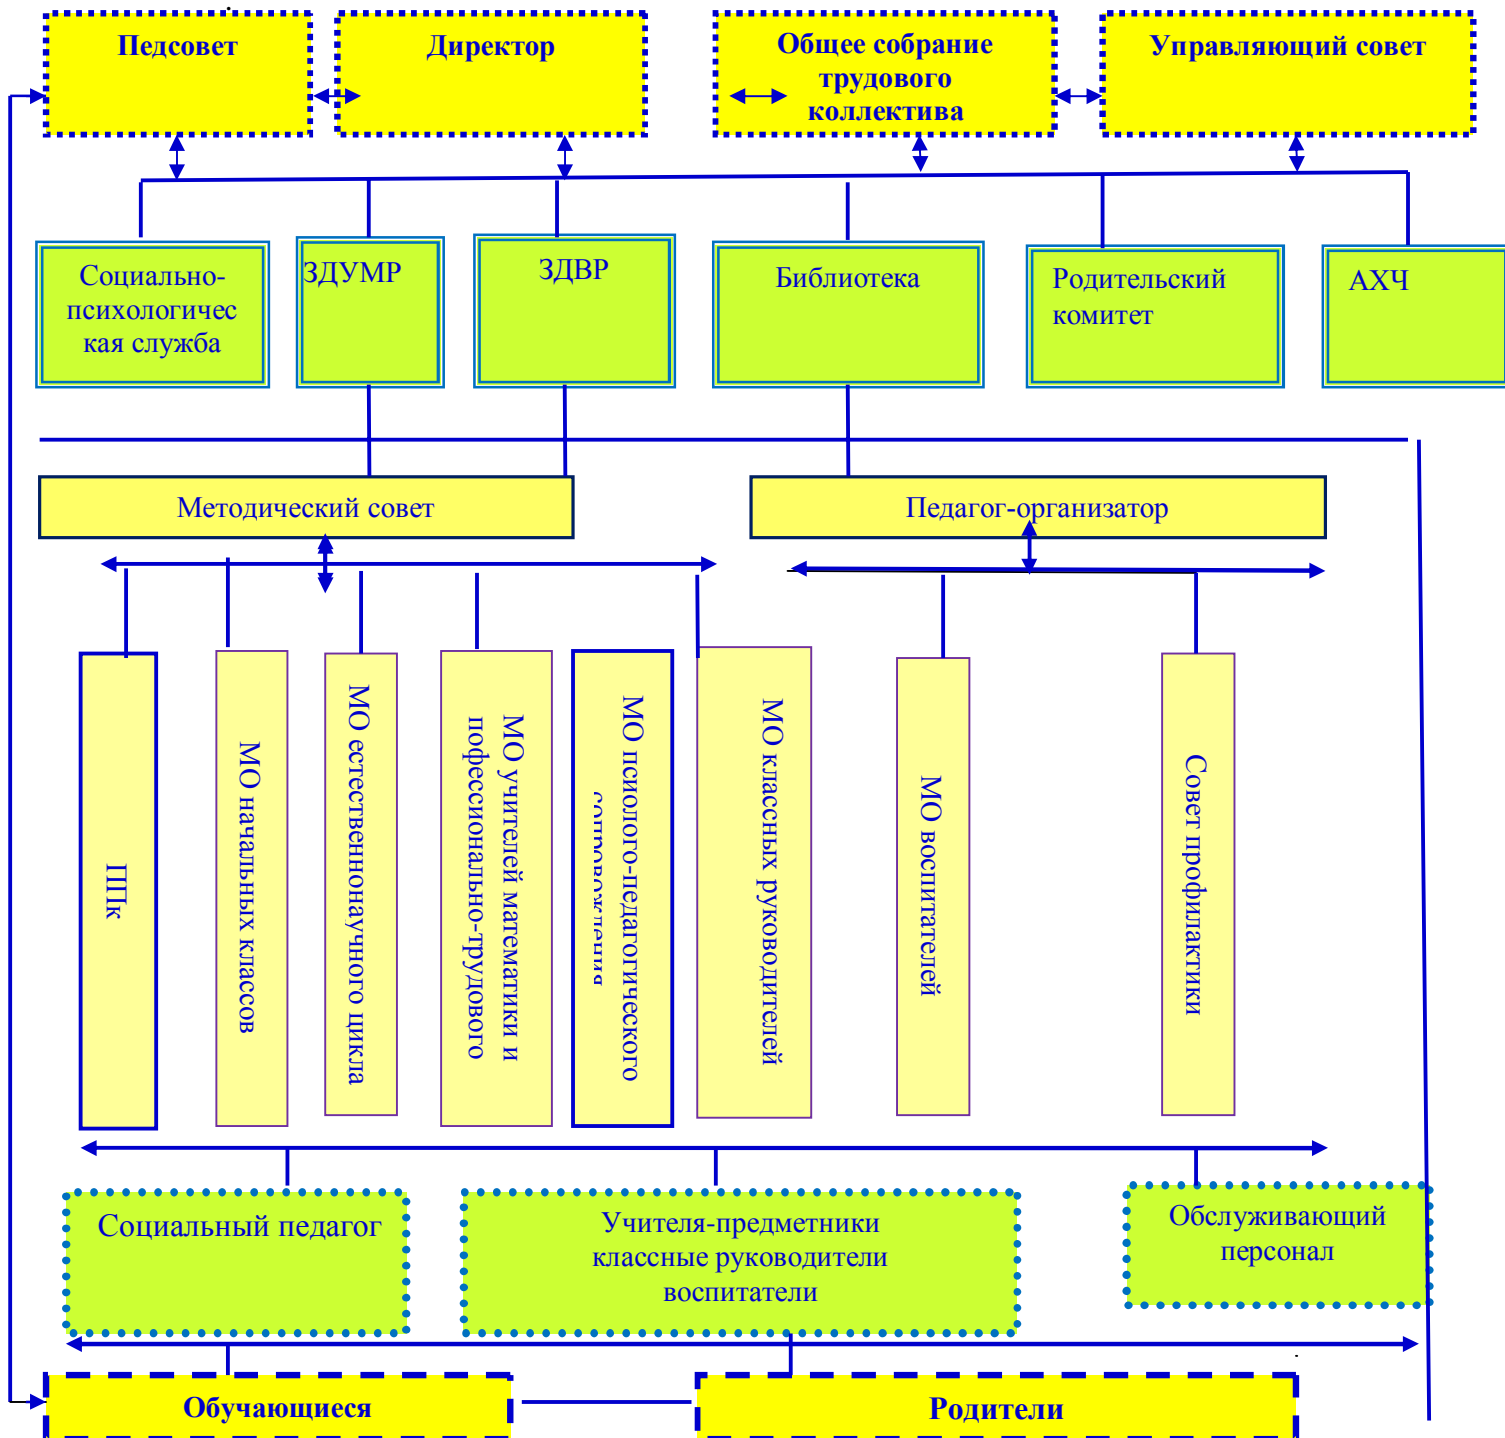 Педсовет
Директор
Общее собрание
трудового
коллектива
Управляющий совет
Социально-
психологичес
кая служба
ЗДУМР
ЗДВР
Библиотека
Родительский
комитет
АХЧ
Методический совет
Педагог-организатор
ППк
МО начальных классов
МО естественнонаучного цикла
МО учителей математики и
пофессионально-трудового
МО псиолого-педагогического
сопровождения
МО классных руководителей
МО воспитателей
Совет профилактики
Социальный педагог
Учителя-предметники
классные руководители
воспитатели
Обслуживающий
персонал
Обучающиеся
Родители